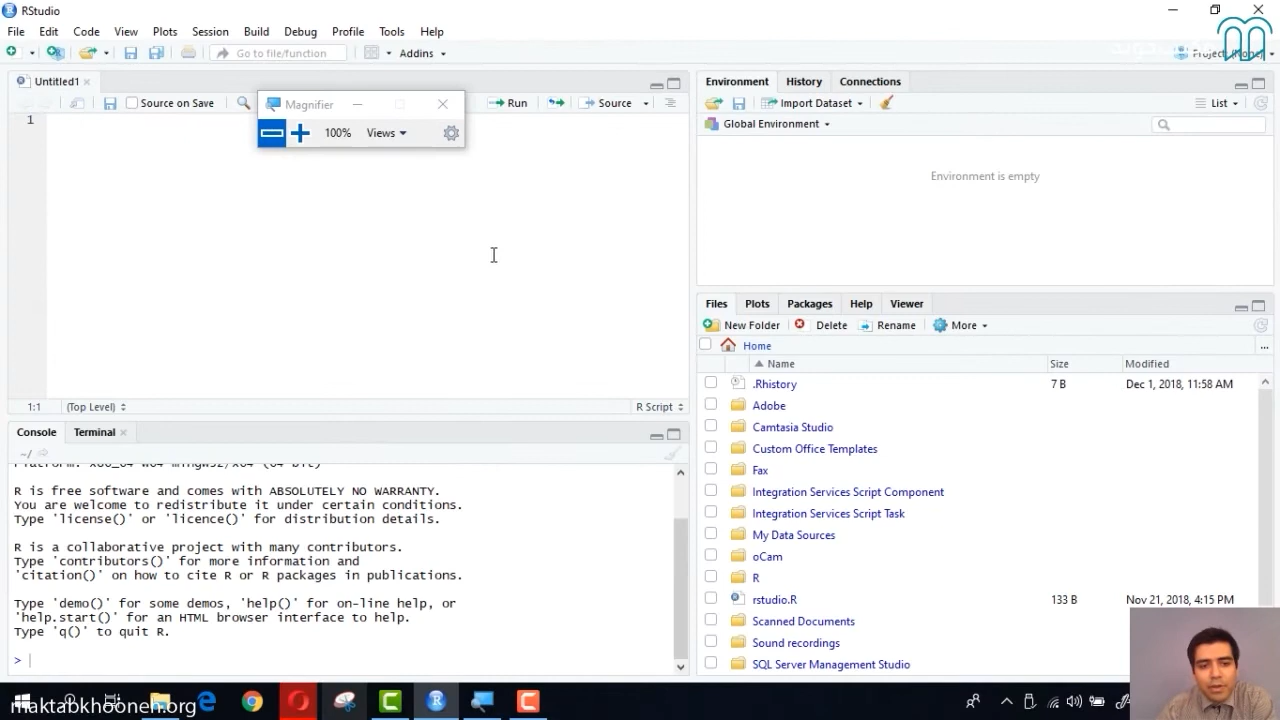 RStudio
File Edit Code View Plots Session Build Debug Profile Tools Help
Go to file/function Addins
Untitled1
Source on Save Run Source
Magnifier
100% Views
1
1:1 (Top Level) R Script
Console Terminal
~/
R is free software and comes with ABSOLUTELY NO WARRANTY.
You are welcome to redistribute it under certain conditions.
Type 'license()' or 'licence()' for distribution details.
R is a collaborative project with many contributors.
Type 'contributors()' for more information and
'citation()' on how to cite R or R packages in publications.
Type 'demo()' for some demos, 'help()' for on-line help, or
'help.start()' for an HTML browser interface to help.
Type 'q()' to quit R.
>
Environment History Connections
Import Dataset List
Global Environment
Environment is empty
Files Plots Packages Help Viewer
New Folder Delete Rename More
Home ...
Name Size Modified
.Rhistory 7 B Dec 1, 2018, 11:58 AM
Adobe
Camtasia Studio
Custom Office Templates
Fax
Integration Services Script Component
Integration Services Script Task
My Data Sources
oCam
R
rstudio.R 133 B Nov 21, 2018, 4:15 PM
Scanned Documents
Sound recordings
SQL Server Management Studio
maktabkhooneh.org